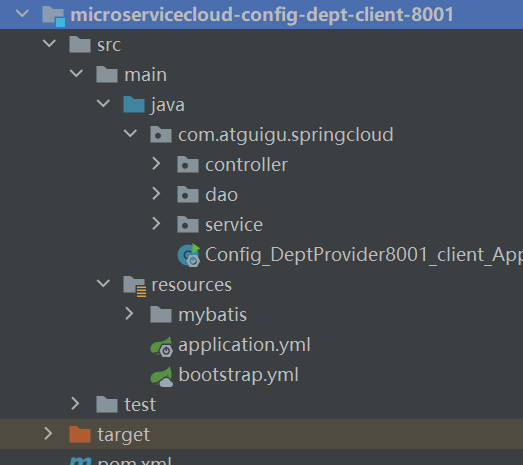 microservicecloud-config-dept-client-8001
src
main
java
com.atguigu.springcloud
controller
dao
service
Config_DeptProvider8001_client_App
resources
mybatis
application.yml
bootstrap.yml
test
target
pom.xml